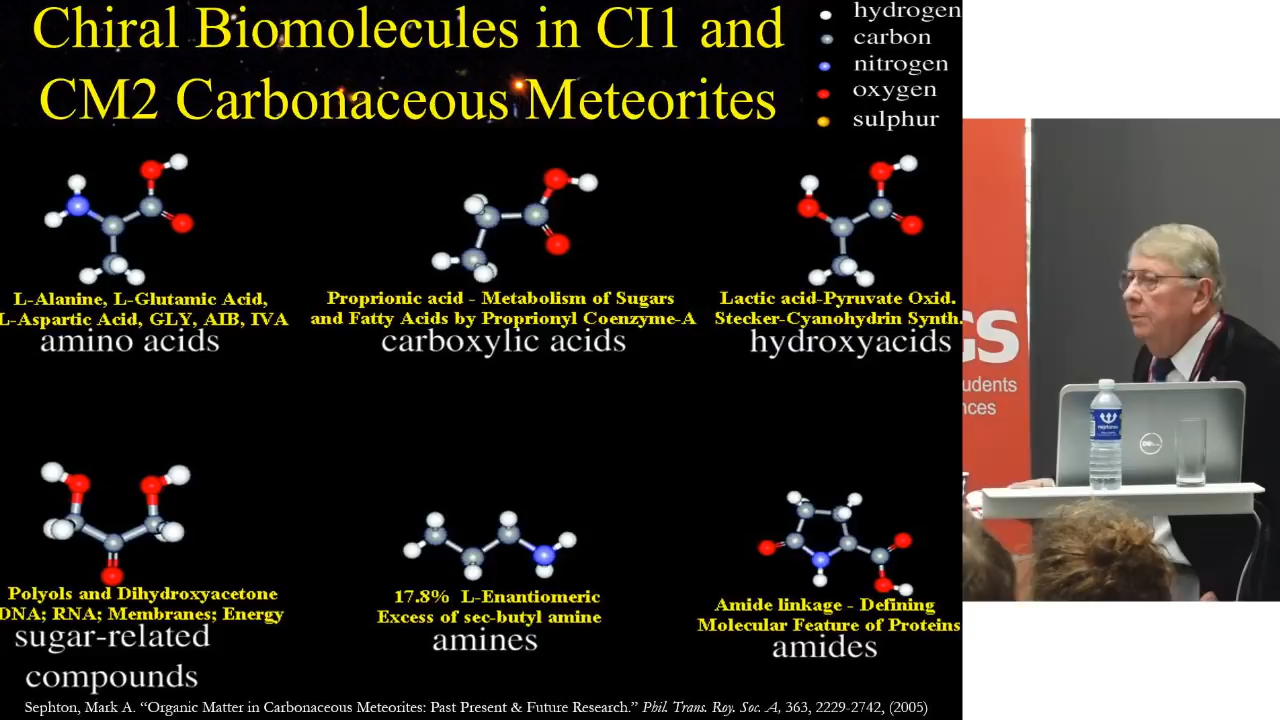 Chiral Biomolecules in CI1 and
CM2 Carbonaceous Meteorites
hydrogen
carbon
nitrogen
oxygen
sulphur
L-Alanine, L-Glutamic Acid,
L-Aspartic Acid, GLY, AIB, IVA
amino acids
Proprionic acid - Metabolism of Sugars
and Fatty Acids by Proprionyl Coenzyme-A
carboxylic acids
Lactic acid-Pyruvate Oxid.
Stecker-Cyanohydrin Synth.
hydroxyacids
Polyols and Dihydroxyacetone
DNA; RNA; Membranes; Energy
sugar-related
compounds
17.8% L-Enantiomeric
Excess of sec-butyl amine
amines
Amide linkage - Defining
Molecular Feature of Proteins
amides
Sephton, Mark A. “Organic Matter in Carbonaceous Meteorites: Past Present & Future Research.” Phil. Trans. Roy. Soc. A, 363, 2229-2742, (2005)
GS
udents
nces
DELL